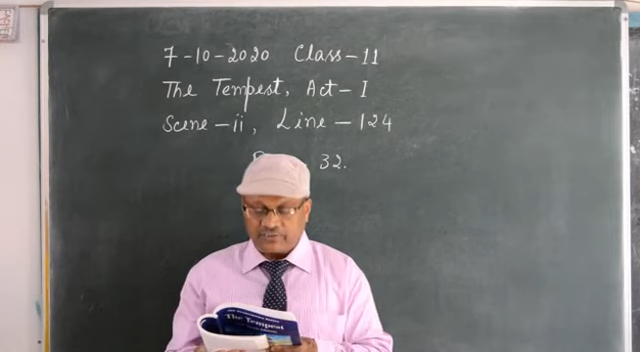 7-10-2020 Class-11
The Tempest, Act-I
Scene-ii, Line-124
32.
The Tempest